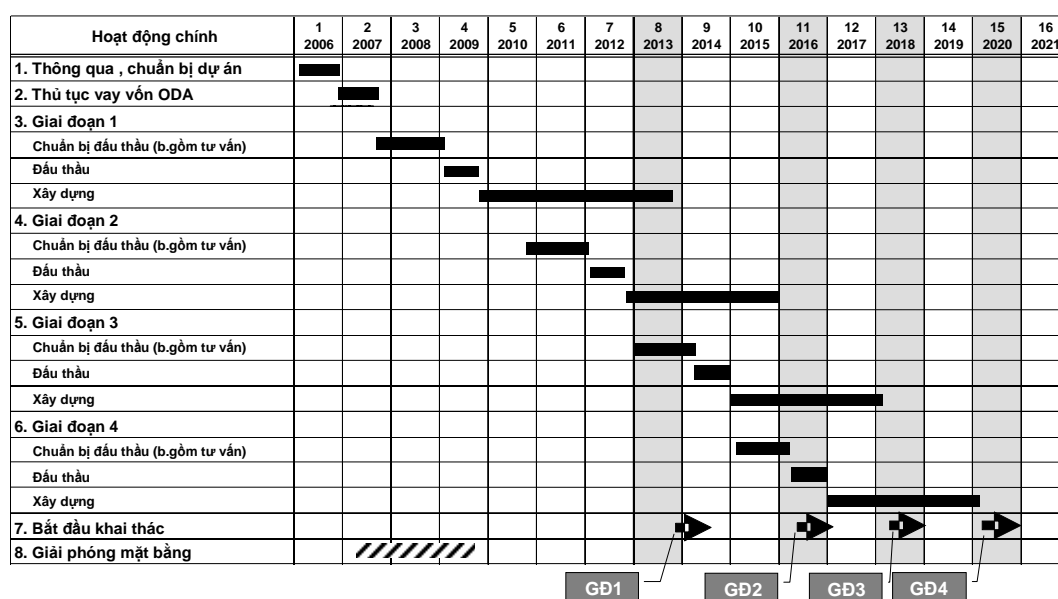 Hoạt động chính 1 2 3 4 5 6 7 8 9 10 11 12 13 14 15 16
2006 2007 2008 2009 2010 2011 2012 2013 2014 2015 2016 2017 2018 2019 2020 2021
1. Thông qua , chuẩn bị dự án
2. Thủ tục vay vốn ODA
3. Giai đoạn 1
Chuẩn bị đấu thầu (b.gồm tư vấn)
Đấu thầu
Xây dựng
4. Giai đoạn 2
Chuẩn bị đấu thầu (b.gồm tư vấn)
Đấu thầu
Xây dựng
5. Giai đoạn 3
Chuẩn bị đấu thầu (b.gồm tư vấn)
Đấu thầu
Xây dựng
6. Giai đoạn 4
Chuẩn bị đấu thầu (b.gồm tư vấn)
Đấu thầu
Xây dựng
7. Bắt đầu khai thác
8. Giải phóng mặt bằng
GĐ1 GĐ2 GĐ3 GĐ4